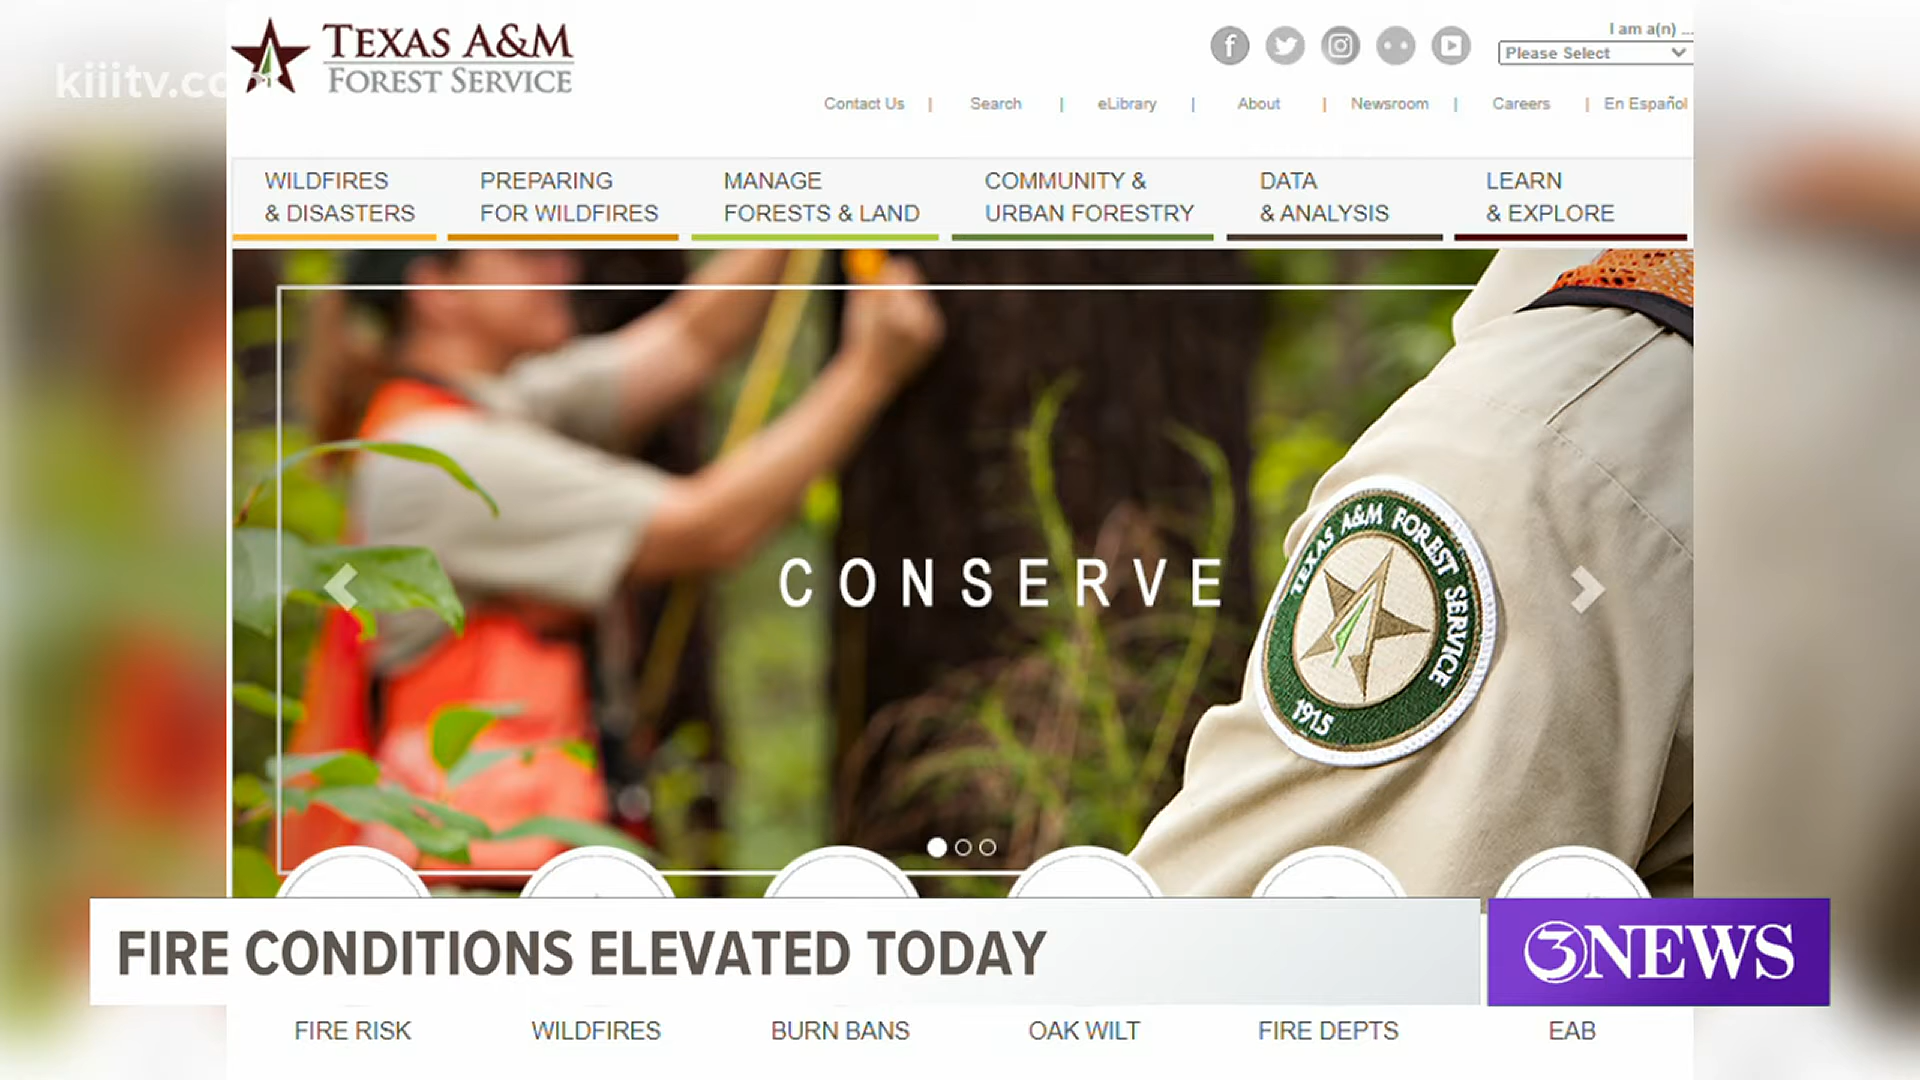 kiiitv.co
TEXAS A&M
FOREST SERVICE
I am a(n) ...
Please Select
Contact Us | Search | eLibrary | About | Newsroom | Careers | En Español
WILDFIRES
& DISASTERS
PREPARING
FOR WILDFIRES
MANAGE
FORESTS & LAND
COMMUNITY &
URBAN FORESTRY
DATA
& ANALYSIS
LEARN
& EXPLORE
CONSERVE
TEXAS A&M FOREST SERVICE
1915
FIRE CONDITIONS ELEVATED TODAY
3NEWS
FIRE RISK
WILDFIRES
BURN BANS
OAK WILT
FIRE DEPTS
EAB